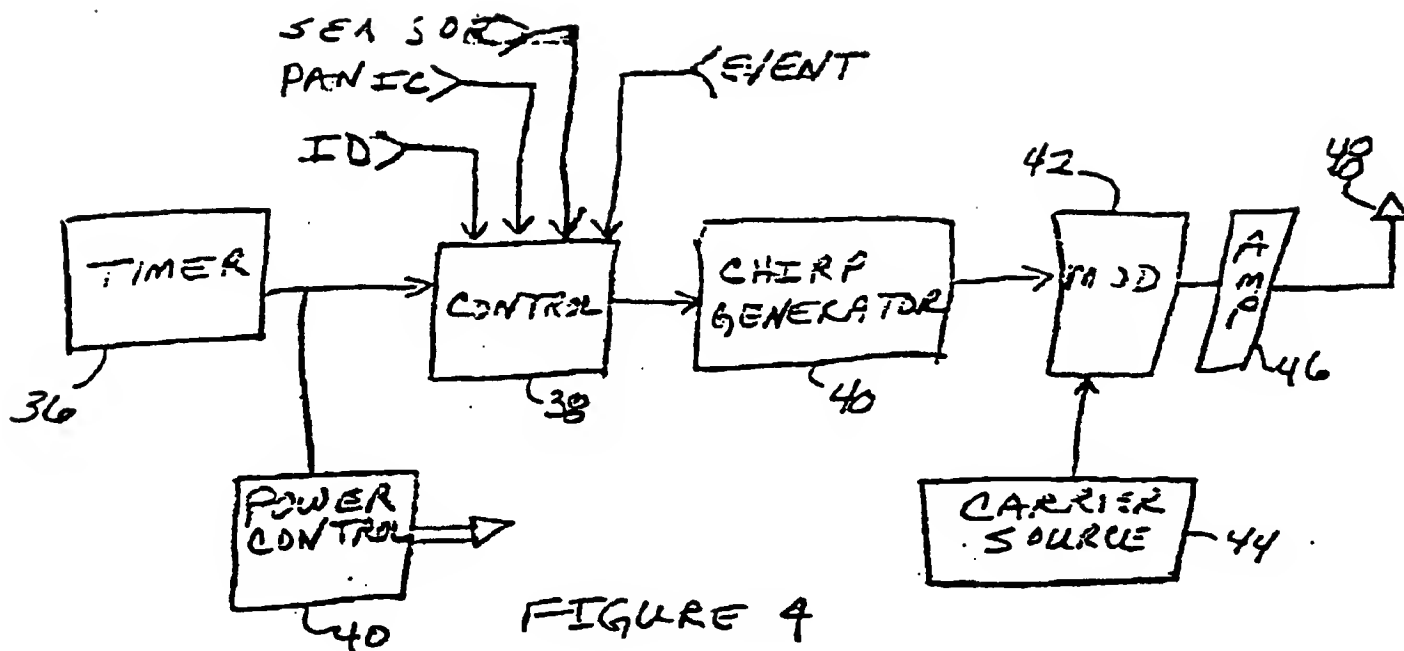 SENSOR
PANIC
EVENT
ID
42
48
TIMER
CONTROL
CHIRP
GENERATOR
MOD
AMP
36
38
40
46
POWER
CONTROL
CARRIER
SOURCE
44
40
FIGURE 4